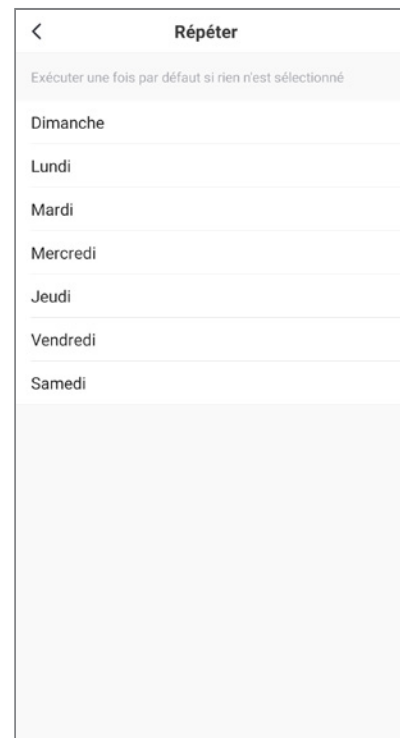 Répéter
Exécuter une fois par défaut si rien n'est sélectionné
Dimanche
Lundi
Mardi
Mercredi
Jeudi
Vendredi
Samedi